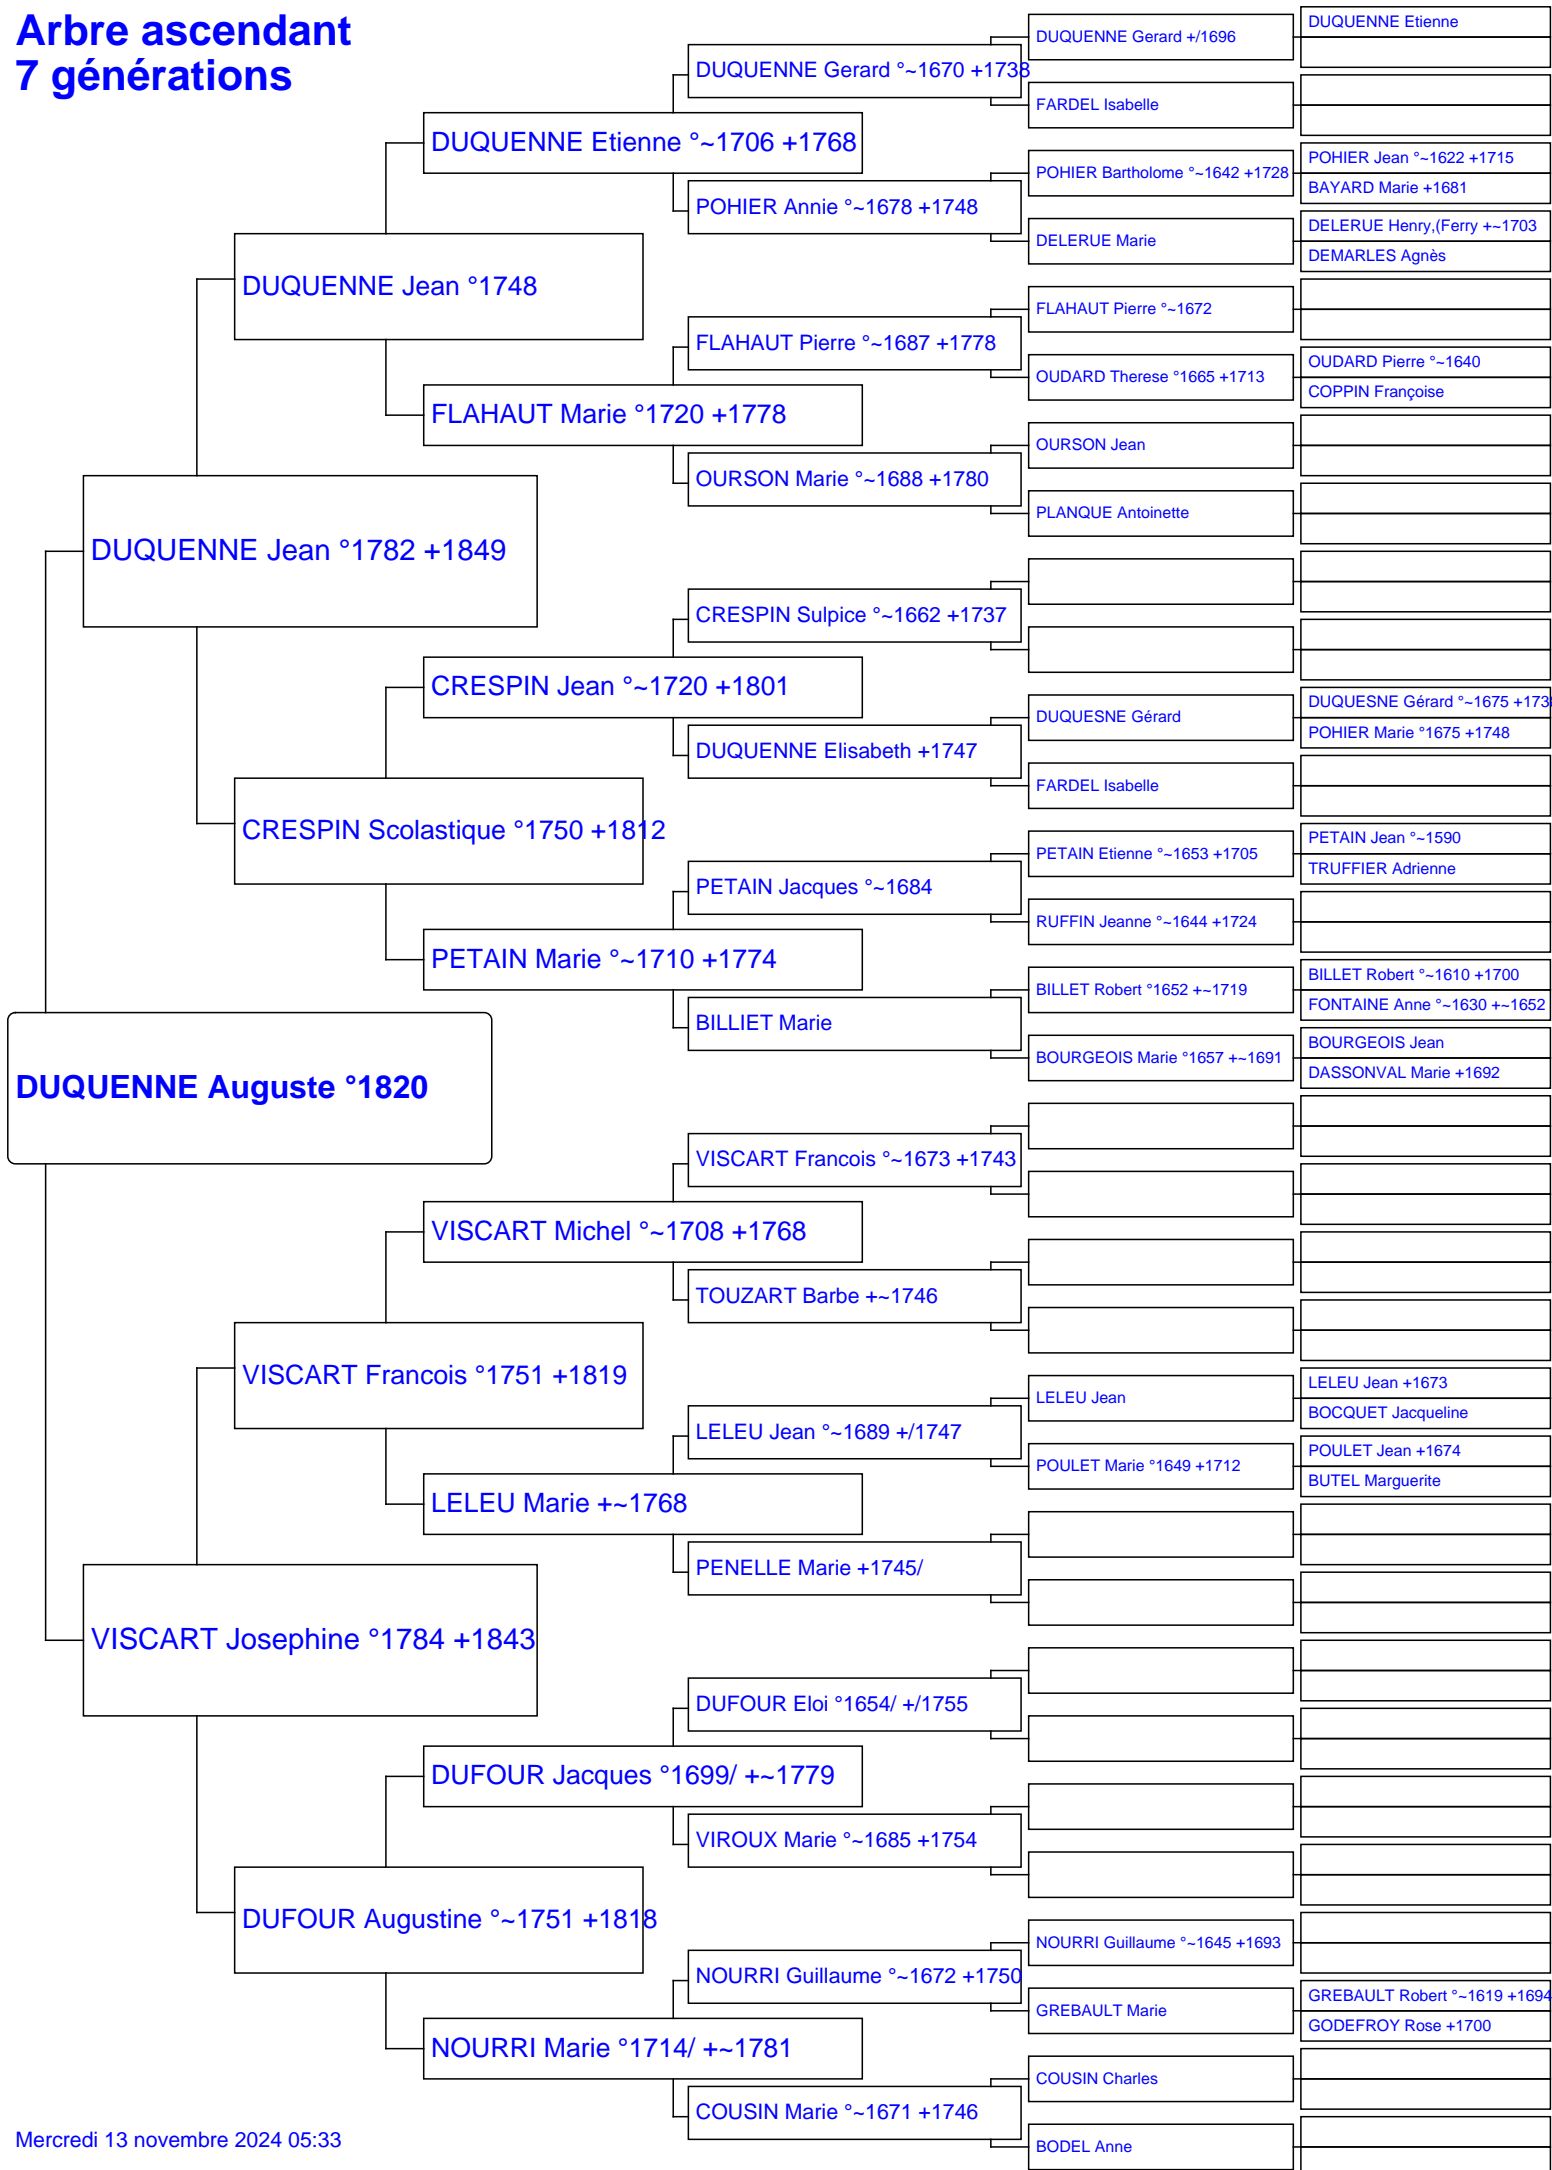 Arbre ascendant
7 générations
DUQUENNE Auguste °1820
DUQUENNE Jean °1782 +1849
VISCART Josephine °1784 +1843
DUQUENNE Jean °1748
CRESPIN Scolastique °1750 +1812
VISCART Francois °1751 +1819
DUFOUR Augustine °~1751 +1818
DUQUENNE Etienne °~1706 +1768
FLAHAUT Marie °1720 +1778
CRESPIN Jean °~1720 +1801
PETAIN Marie °~1710 +1774
VISCART Michel °~1708 +1768
LELEU Marie +~1768
DUFOUR Jacques °1699/ +~1779
NOURRI Marie °1714/ +~1781
DUQUENNE Gerard °~1670 +1738
POHIER Annie °~1678 +1748
FLAHAUT Pierre °~1687 +1778
OURSON Marie °~1688 +1780
CRESPIN Sulpice °~1662 +1737
DUQUENNE Elisabeth +1747
PETAIN Jacques °~1684
BILLIET Marie
VISCART Francois °~1673 +1743
TOUZART Barbe +~1746
LELEU Jean °~1689 +/1747
PENELLE Marie +1745/
DUFOUR Eloi °1654/ +/1755
VIROUX Marie °~1685 +1754
NOURRI Guillaume °~1672 +1750
COUSIN Marie °~1671 +1746
DUQUENNE Gerard +/1696
FARDEL Isabelle
POHIER Bartholome °~1642 +1728
DELERUE Marie
FLAHAUT Pierre °~1672
OUDARD Therese °1665 +1713
OURSON Jean
PLANQUE Antoinette
DUQUESNE Gérard
FARDEL Isabelle
PETAIN Etienne °~1653 +1705
RUFFIN Jeanne °~1644 +1724
BILLET Robert °1652 +~1719
BOURGEOIS Marie °1657 +~1691
LELEU Jean
POULET Marie °1649 +1712
NOURRI Guillaume °~1645 +1693
GREBAULT Marie
COUSIN Charles
BODEL Anne
DUQUENNE Etienne
POHIER Jean °~1622 +1715
BAYARD Marie +1681
DELERUE Henry,(Ferry +~1703
DEMARLES Agnès
OUDARD Pierre °~1640
COPPIN Françoise
DUQUESNE Gérard °~1675 +173
POHIER Marie °1675 +1748
PETAIN Jean °~1590
TRUFFIER Adrienne
BILLET Robert °~1610 +1700
FONTAINE Anne °~1630 +~1652
BOURGEOIS Jean
DASSONVAL Marie +1692
LELEU Jean +1673
BOCQUET Jacqueline
POULET Jean +1674
BUTEL Marguerite
GREBAULT Robert °~1619 +1694
GODEFROY Rose +1700
Mercredi 13 novembre 2024 05:33